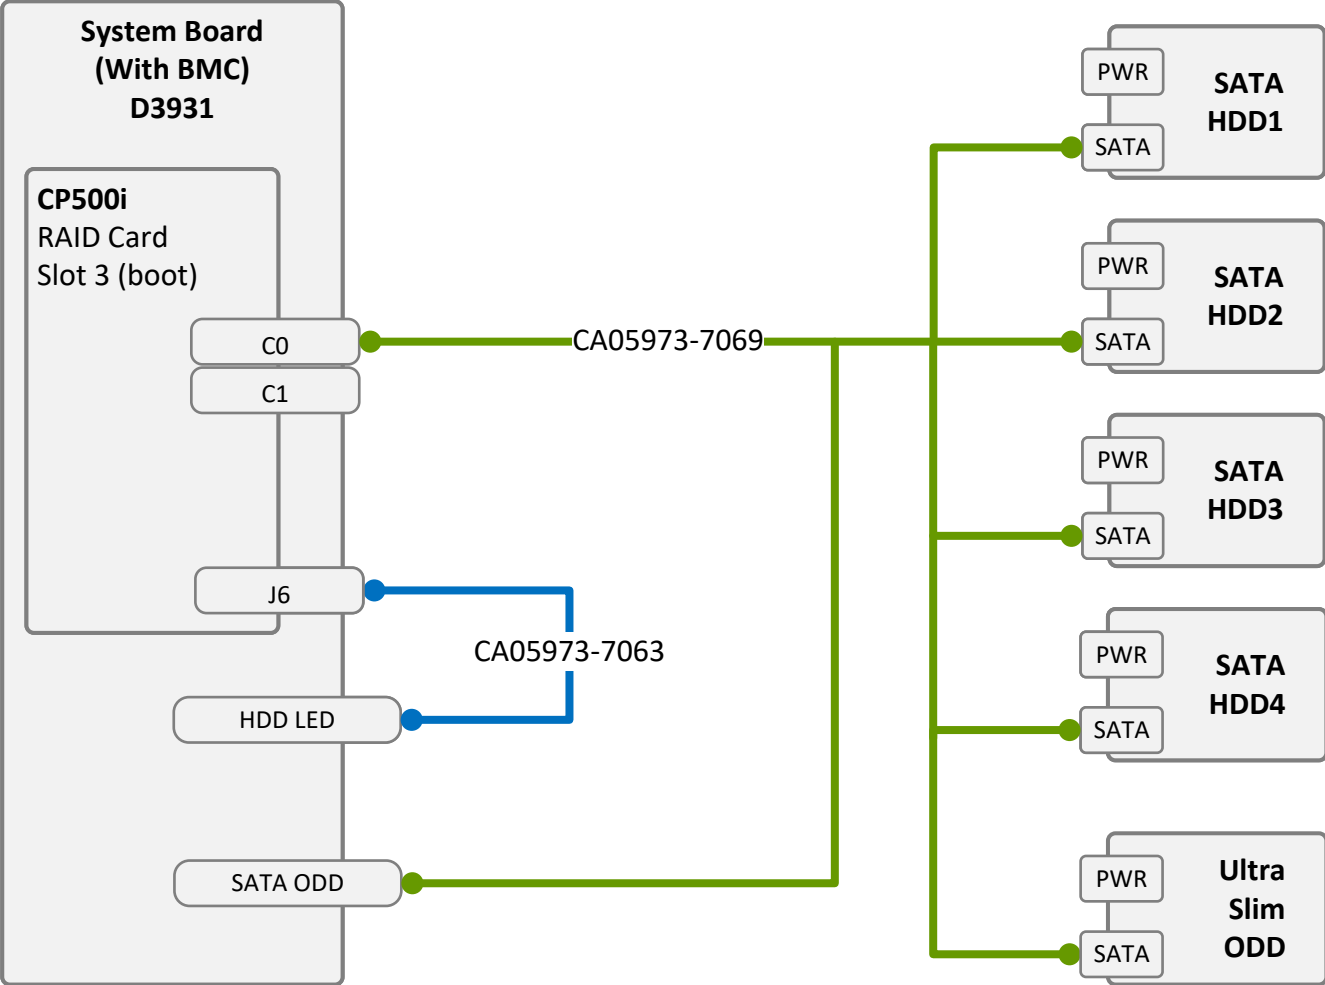 System Board
(With BMC)
D3931
CP500i
RAID Card
Slot 3 (boot)
C0
C1
J6
HDD LED
SATA ODD
CA05973-7069
CA05973-7063
PWR
SATA
SATA
HDD1
PWR
SATA
SATA
HDD2
PWR
SATA
SATA
HDD3
PWR
SATA
SATA
HDD4
PWR
SATA
Ultra
Slim
ODD